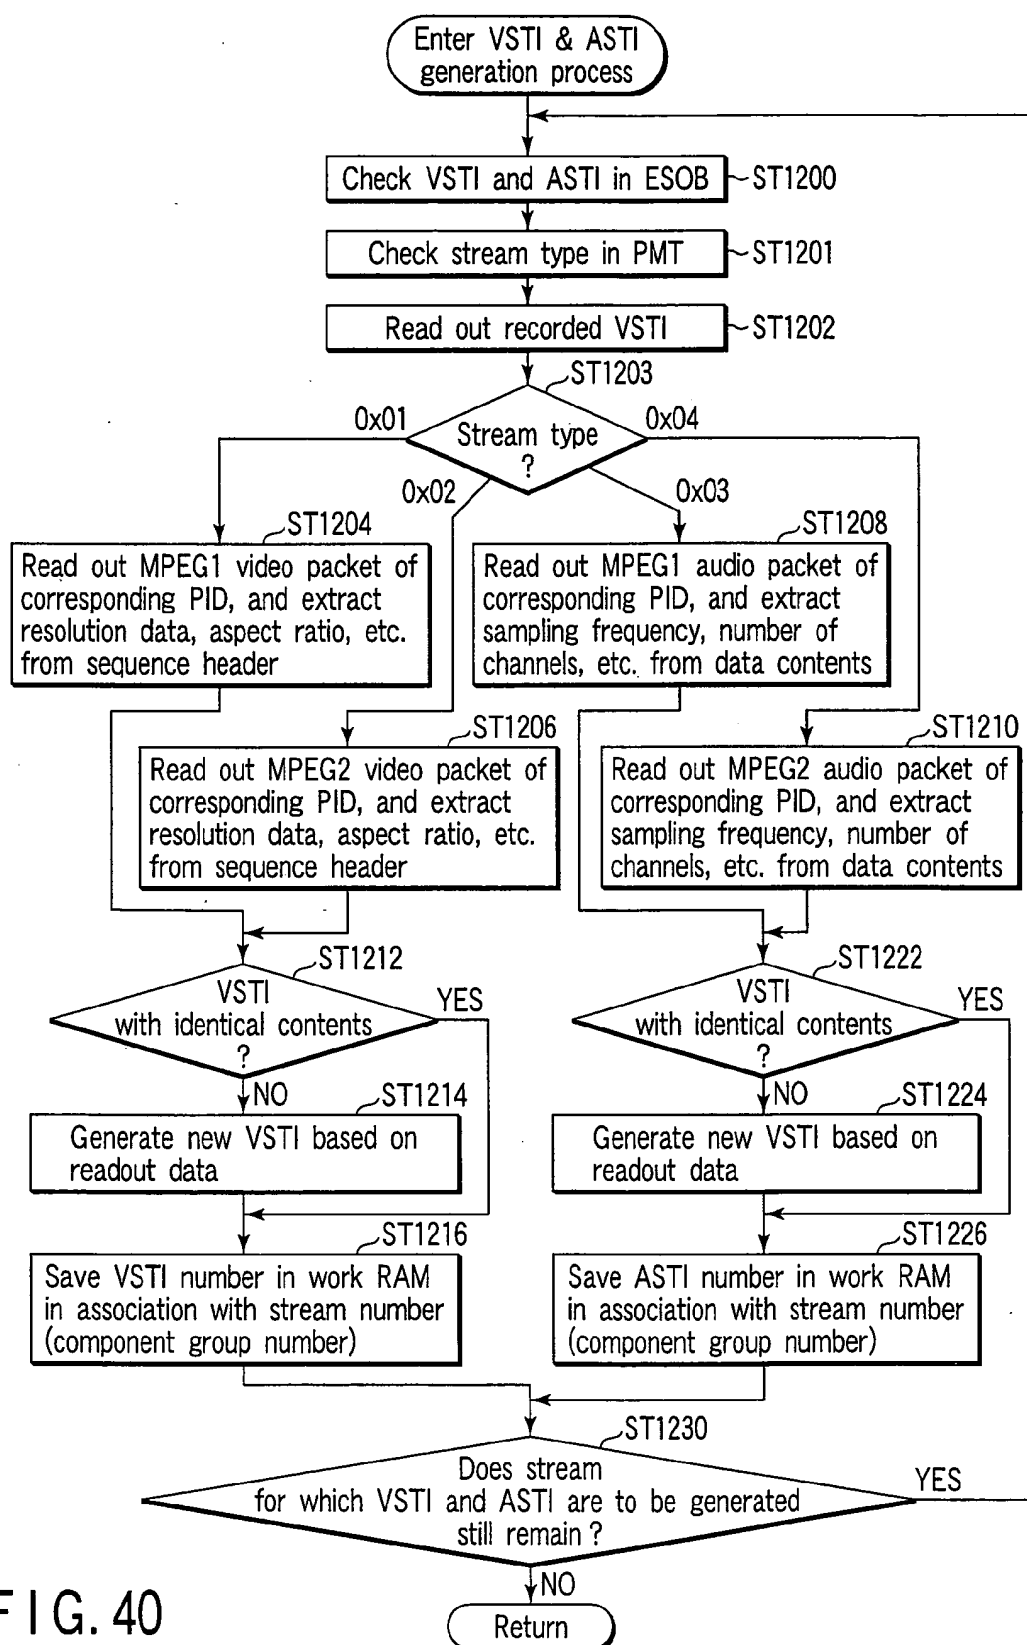 Enter VSTI & ASTI
generation process
Check VSTI and ASTI in ESOB
ST1200
Check stream type in PMT
ST1201
Read out recorded VSTI
ST1202
ST1203
0x01
0x04
Stream type
?
0x02
0x03
ST1204
Read out MPEG1 video packet of
corresponding PID, and extract
resolution data, aspect ratio, etc.
from sequence header
ST1208
Read out MPEG1 audio packet of
corresponding PID, and extract
sampling frequency, number of
channels, etc. from data contents
ST1206
Read out MPEG2 video packet of
corresponding PID, and extract
resolution data, aspect ratio, etc.
from sequence header
ST1210
Read out MPEG2 audio packet of
corresponding PID, and extract
sampling frequency, number of
channels, etc. from data contents
ST1212
VSTI
with identical contents
?
YES
NO
ST1222
VSTI
with identical contents
?
YES
NO
ST1214
Generate new VSTI based on
readout data
ST1224
Generate new VSTI based on
readout data
ST1216
Save VSTI number in work RAM
in association with stream number
(component group number)
ST1226
Save ASTI number in work RAM
in association with stream number
(component group number)
ST1230
Does stream
for which VSTI and ASTI are to be generated
still remain ?
YES
NO
Return
FIG. 40